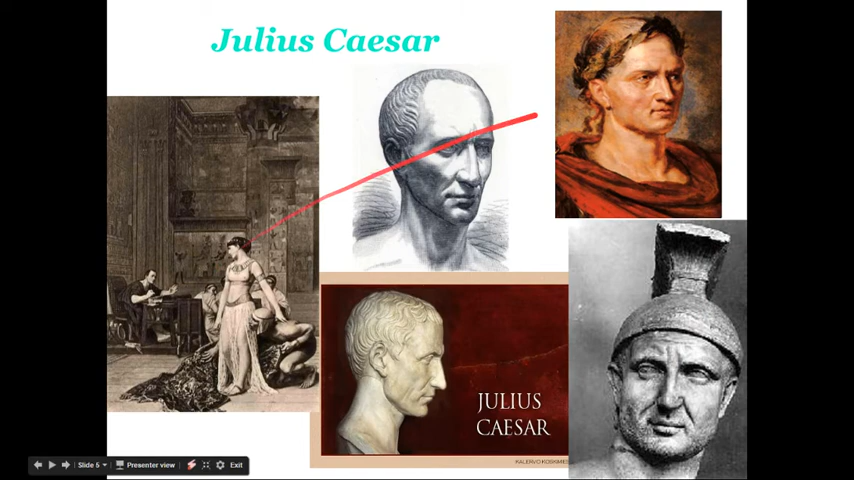 Julius Caesar
JULIUS
CAESAR
Slide 5
Presenter view
Exit